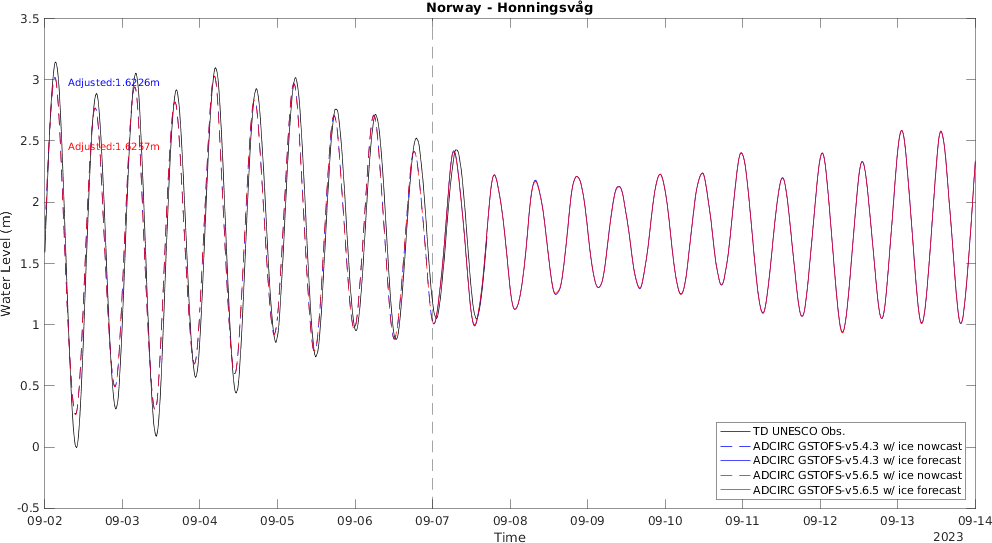 Norway - Honningsvåg
3.5
3
2.5
2
1.5
1
0.5
0
-0.5
Water Level (m)
Adjusted:1.6226m
Adjusted:1.6257m
TD UNESCO Obs.
ADCIRC GSTOFS-v5.4.3 w/ ice nowcast
ADCIRC GSTOFS-v5.4.3 w/ ice forecast
ADCIRC GSTOFS-v5.6.5 w/ ice nowcast
ADCIRC GSTOFS-v5.6.5 w/ ice forecast
09-02 09-03 09-04 09-05 09-06 09-07 09-08 09-09 09-10 09-11 09-12 09-13 09-14
Time
2023